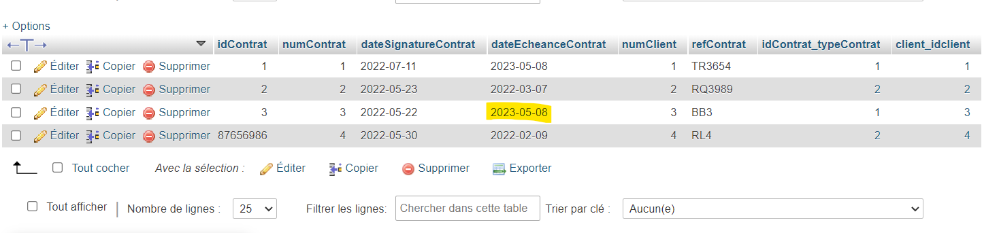 + Options
←T→ idContrat numContrat dateSignatureContrat dateEcheanceContrat numClient refContrat idContrat_typeContrat client_idclient
Éditer Copier Supprimer 1 1 2022-07-11 2023-05-08 1 TR3654 1 1
Éditer Copier Supprimer 2 2 2022-05-23 2022-03-07 2 RQ3989 2 2
Éditer Copier Supprimer 3 3 2022-05-22 2023-05-08 3 BB3 1 3
Éditer Copier Supprimer 87656986 4 2022-05-30 2022-02-09 4 RL4 2 4
Tout cocher Avec la sélection : Éditer Copier Supprimer Exporter
Tout afficher Nombre de lignes : 25 Filtrer les lignes: Chercher dans cette table Trier par clé : Aucun(e)